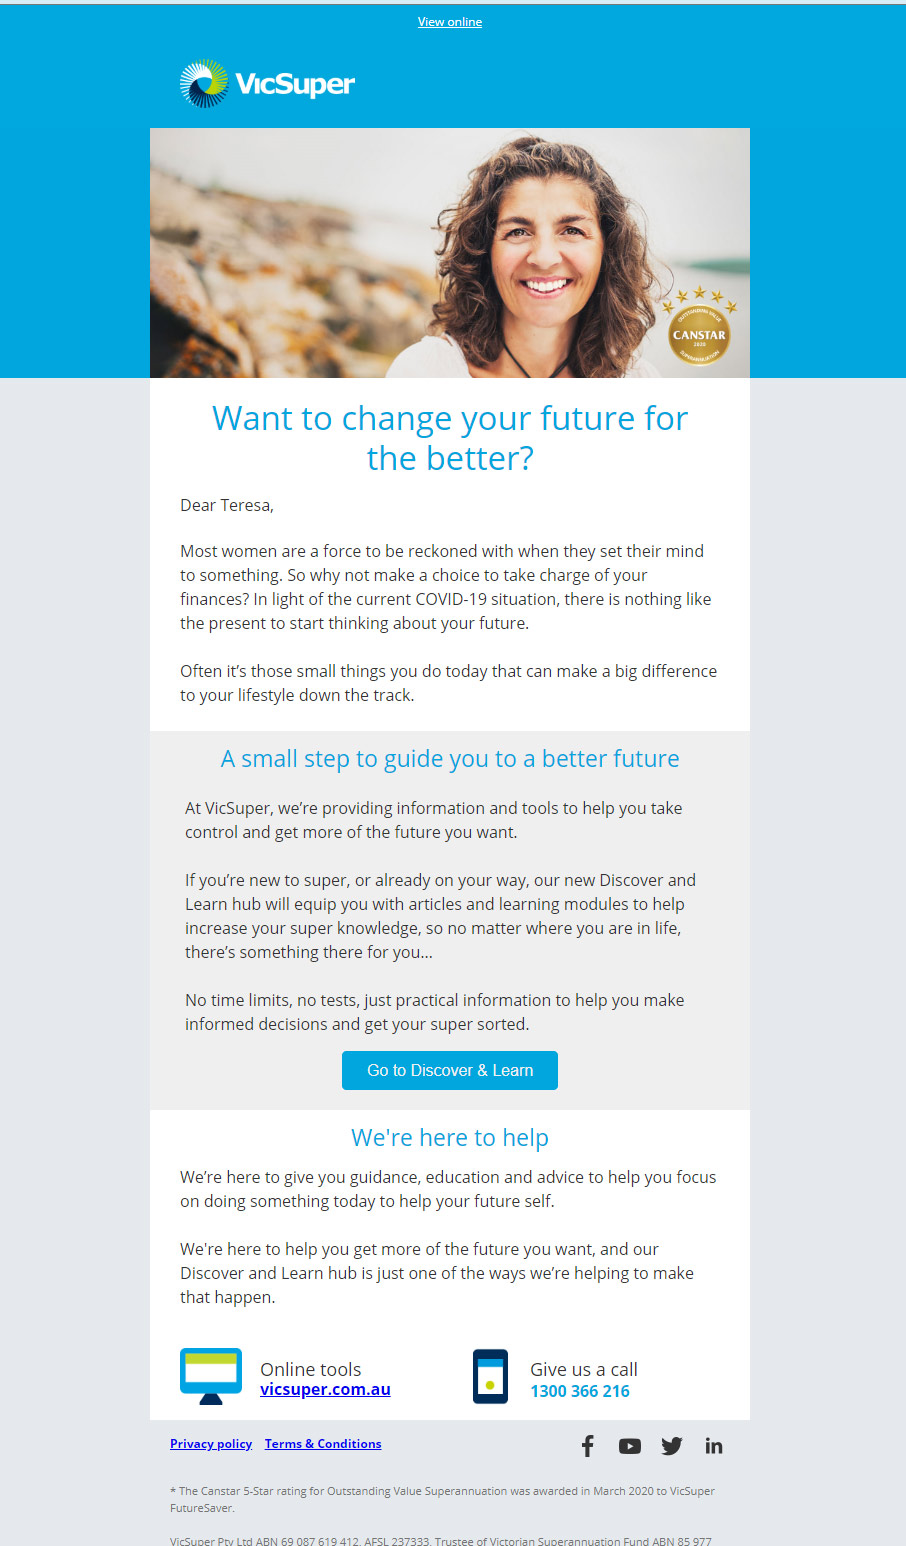 View online
VicSuper
OUTSTANDING VALUE
CANSTAR
2020
SUPERANNUATION
Want to change your future for
the better?
Dear Teresa,
Most women are a force to be reckoned with when they set their mind
to something. So why not make a choice to take charge of your
finances? In light of the current COVID-19 situation, there is nothing like
the present to start thinking about your future.
Often it’s those small things you do today that can make a big difference
to your lifestyle down the track.
A small step to guide you to a better future
At VicSuper, we’re providing information and tools to help you take
control and get more of the future you want.
If you’re new to super, or already on your way, our new Discover and
Learn hub will equip you with articles and learning modules to help
increase your super knowledge, so no matter where you are in life,
there’s something there for you...
No time limits, no tests, just practical information to help you make
informed decisions and get your super sorted.
Go to Discover & Learn
We're here to help
We’re here to give you guidance, education and advice to help you focus
on doing something today to help your future self.
We're here to help you get more of the future you want, and our
Discover and Learn hub is just one of the ways we’re helping to make
that happen.
Online tools
vicsuper.com.au
Give us a call
1300 366 216
Privacy policy Terms & Conditions
* The Canstar 5-Star rating for Outstanding Value Superannuation was awarded in March 2020 to VicSuper
FutureSaver.
VicSuper Pty Ltd ABN 69 087 619 412, AFSL 237333, Trustee of Victorian Superannuation Fund ABN 85 977